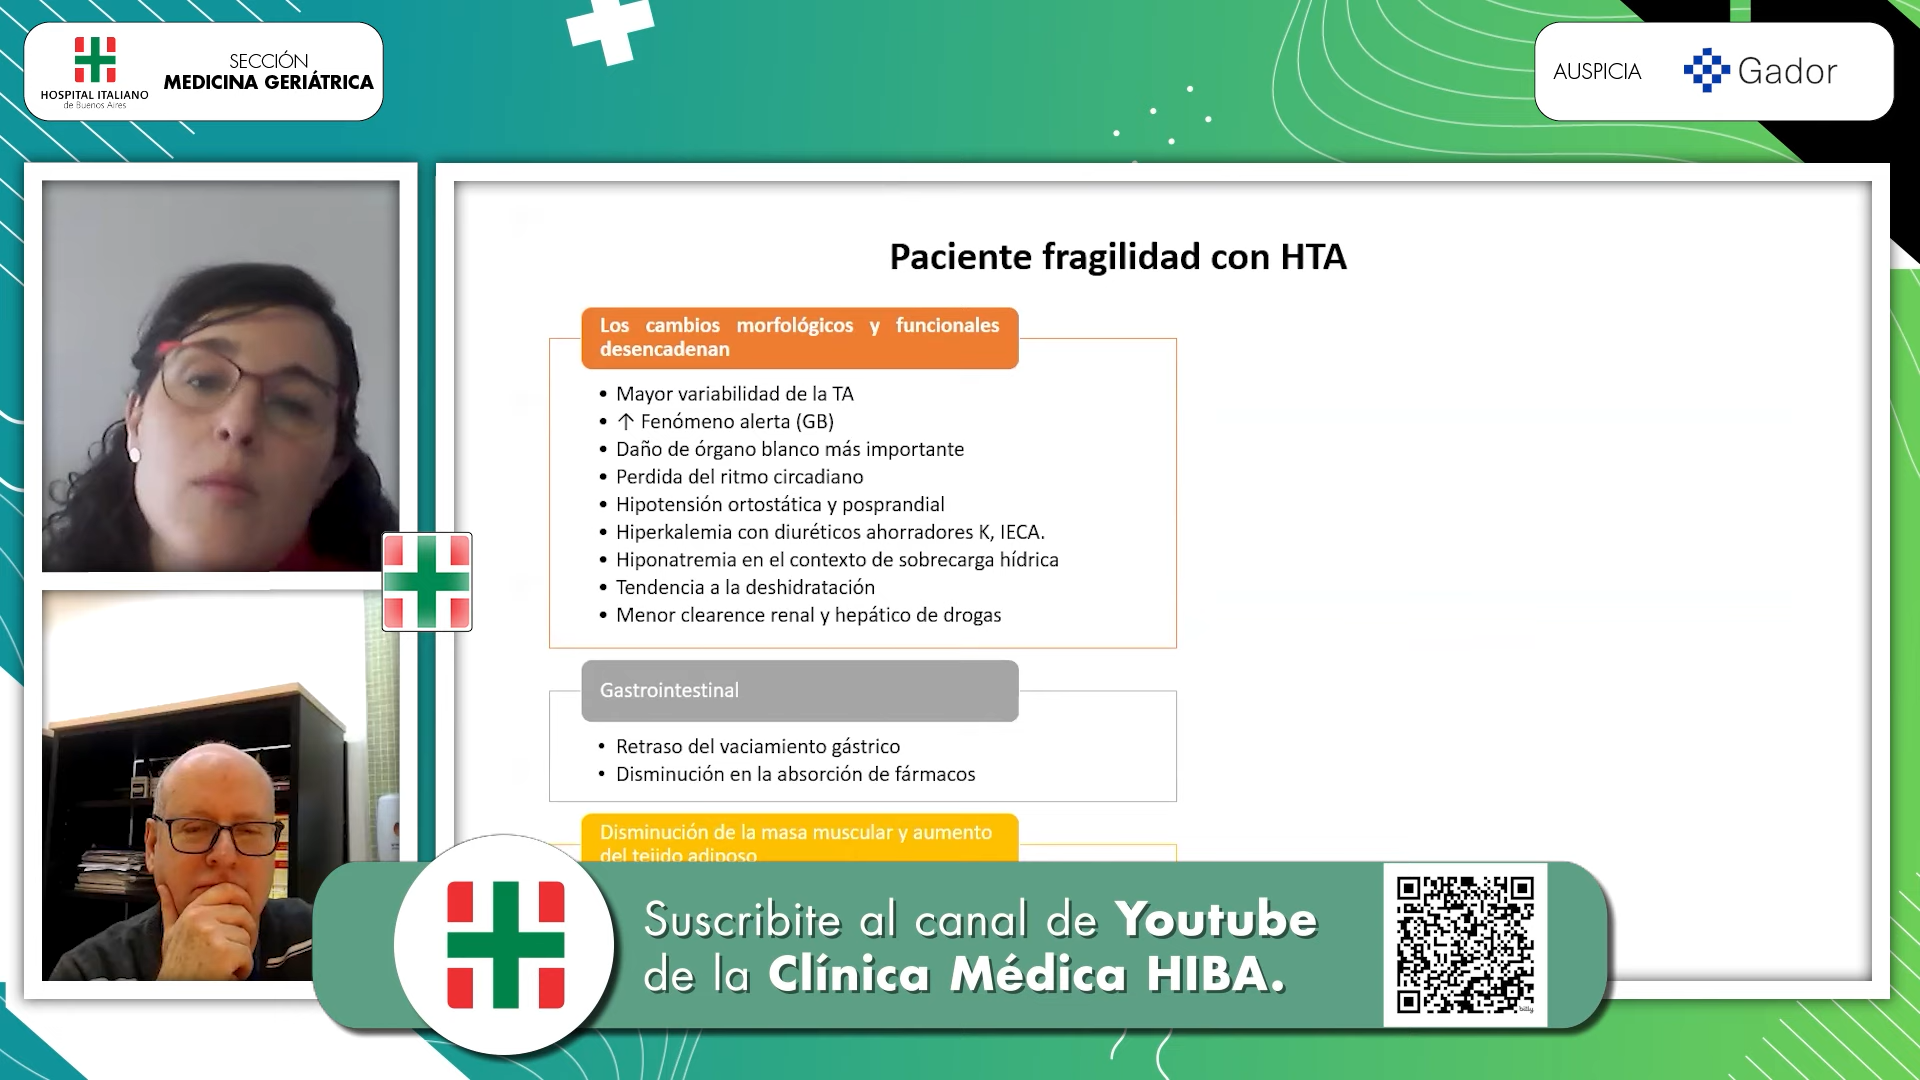 HOSPITAL ITALIANO
de Buenos Aires
SECCIÓN
MEDICINA GERIÁTRICA
AUSPICIA
Gador
Paciente fragilidad con HTA
Los cambios morfológicos y funcionales
desencadenan
• Mayor variabilidad de la TA
• ↑ Fenómeno alerta (GB)
• Daño de órgano blanco más importante
• Perdida del ritmo circadiano
• Hipotensión ortostática y posprandial
• Hiperkalemia con diuréticos ahorradores K, IECA.
• Hiponatremia en el contexto de sobrecarga hídrica
• Tendencia a la deshidratación
• Menor clearence renal y hepático de drogas
Gastrointestinal
• Retraso del vaciamiento gástrico
• Disminución en la absorción de fármacos
Disminución de la masa muscular y aumento
del tejido adiposo
Suscribite al canal de Youtube
de la Clínica Médica HIBA.
bitly